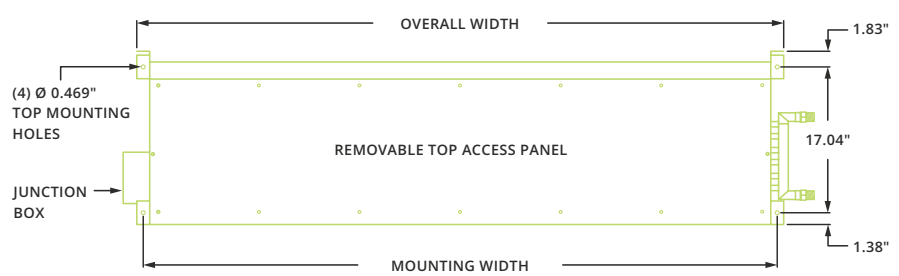 OVERALL WIDTH
1.83"
(4) Ø 0.469"
TOP MOUNTING
HOLES
17.04"
REMOVABLE TOP ACCESS PANEL
JUNCTION
BOX
1.38"
MOUNTING WIDTH